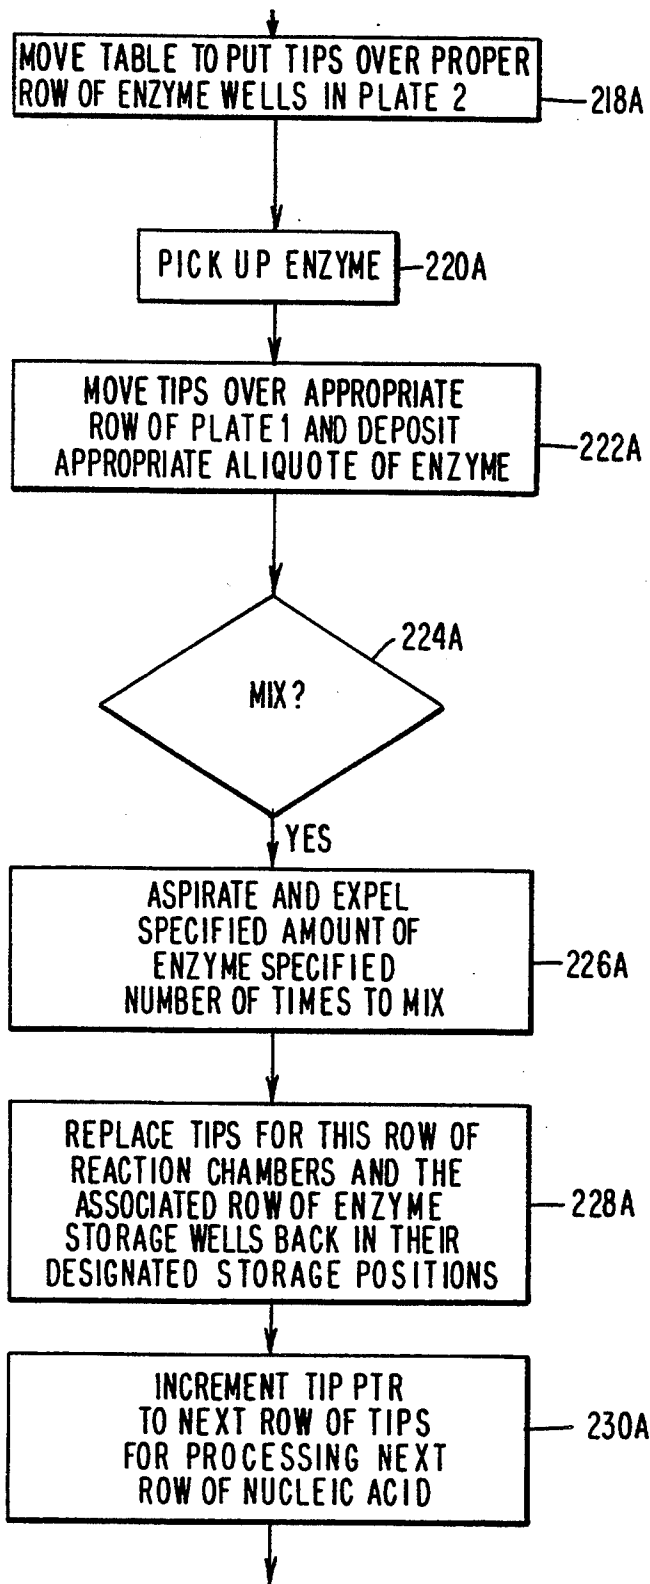 MOVE TABLE TO PUT TIPS OVER PROPER
ROW OF ENZYME WELLS IN PLATE 2
218A
PICK UP ENZYME
220A
MOVE TIPS OVER APPROPRIATE
ROW OF PLATE 1 AND DEPOSIT
APPROPRIATE ALIQUOTE OF ENZYME
222A
224A
MIX?
YES
ASPIRATE AND EXPEL
SPECIFIED AMOUNT OF
ENZYME SPECIFIED
NUMBER OF TIMES TO MIX
226A
REPLACE TIPS FOR THIS ROW OF
REACTION CHAMBERS AND THE
ASSOCIATED ROW OF ENZYME
STORAGE WELLS BACK IN THEIR
DESIGNATED STORAGE POSITIONS
228A
INCREMENT TIP PTR
TO NEXT ROW OF TIPS
FOR PROCESSING NEXT
ROW OF NUCLEIC ACID
230A